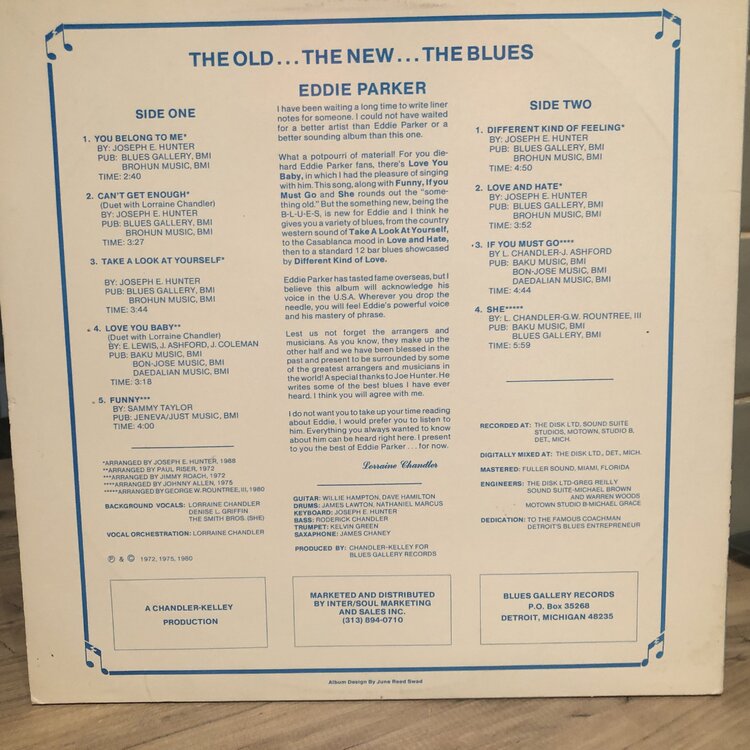 THE OLD... THE NEW... THE BLUES
EDDIE PARKER
SIDE ONE
1. YOU BELONG TO ME*
BY: JOSEPH E. HUNTER
PUB: BLUES GALLERY, BMI
BROHUN MUSIC, BMI
TIME: 2:40
2. CAN'T GET ENOUGH*
(Duet with Lorraine Chandler)
BY: JOSEPH E. HUNTER
PUB: BLUES GALLERY, BMI
BROHUN MUSIC, BMI
TIME: 3:27
3. TAKE A LOOK AT YOURSELF*
BY: JOSEPH E. HUNTER
PUB: BLUES GALLERY, BMI
BROHUN MUSIC, BMI
TIME: 3:44
4. LOVE YOU BABY**
(Duet with Lorraine Chandler)
BY: E. LEWIS, J. ASHFORD, J. COLEMAN
PUB: BAKU MUSIC, BMI
BON-JOSE MUSIC, BMI
DAEDALIAN MUSIC, BMI
TIME: 3:18
5. FUNNY***
BY: SAMMY TAYLOR
PUB: JENEVA/JUST MUSIC, BMI
TIME: 4:00
*ARRANGED BY JOSEPH E. HUNTER, 1988
**ARRANGED BY PAUL RISER, 1972
***ARRANGED BY JIMMY ROACH, 1972
****ARRANGED BY JOHNNY ALLEN, 1975
*****ARRANGED BY GEORGE W. ROUNTREE, III, 1980
BACKGROUND VOCALS: LORRAINE CHANDLER
DENISE L. GRIFFIN
THE SMITH BROS. (SHE)
VOCAL ORCHESTRATION: LORRAINE CHANDLER
Ⓟ & © 1972, 1975, 1980
I have been waiting a long time to write liner
notes for someone. I could not have waited
for a better artist than Eddie Parker or a
better sounding album than this one.
What a potpourri of material! For you die-
hard Eddie Parker fans, there's Love You
Baby, in which I had the pleasure of singing
with him. This song, along with Funny, If you
Must Go and She rounds out the "some-
thing old." But the something new, being the
B-L-U-E-S, is new for Eddie and I think he
gives you a variety of blues, from the country
western sound of Take A Look At Yourself,
to the Casablanca mood in Love and Hate,
then to a standard 12 bar blues showcased
by Different Kind of Love.
Eddie Parker has tasted fame overseas, but I
believe this album will acknowledge his
voice in the U.S.A. Wherever you drop the
needle, you will feel Eddie's powerful voice
and his mastery of phrase.
Lest us not forget the arrangers and
musicians. As you know, they make up the
other half and we have been blessed in the
past and present to be surrounded by some
of the greatest arrangers and musicians in
the world! A special thanks to Joe Hunter. He
writes some of the best blues I have ever
heard. I think you will agree with me.
I do not want you to take up your time reading
about Eddie, I would prefer you to listen to
him. Everything you always wanted to know
about him can be heard right here. I present to
you the best of Eddie Parker... for now.
Lorraine Chandler
GUITAR: WILLIE HAMPTON, DAVE HAMILTON
DRUMS: JAMES LAWTON, NATHANIEL MARCUS
KEYBOARD: JOSEPH E. HUNTER
BASS: RODERICK CHANDLER
TRUMPET: KELVIN GREEN
SAXAPHONE: JAMES CHANEY
PRODUCED BY: CHANDLER-KELLEY FOR
BLUES GALLERY RECORDS
SIDE TWO
1. DIFFERENT KIND OF FEELING*
BY: JOSEPH E. HUNTER
PUB: BLUES GALLERY, BMI
BROHUN MUSIC, BMI
TIME: 4:50
2. LOVE AND HATE*
BY: JOSEPH E. HUNTER
PUB: BLUES GALLERY, BMI
BROHUN MUSIC, BMI
TIME: 3:52
3. IF YOU MUST GO****
BY L. CHANDLER-J. ASHFORD
PUB: BAKU MUSIC, BMI
BON-JOSE MUSIC, BMI
DAEDALIAN MUSIC, BMI
TIME: 4:44
4. SHE*****
BY: L. CHANDLER-G.W. ROUNTREE, III
PUB: BAKU MUSIC, BMI
BLUES GALLERY, BMI
TIME: 5:59
RECORDED AT: THE DISK LTD, SOUND SUITE
STUDIOS, MOTOWN, STUDIO B,
DET., MICH.
DIGITALLY MIXED AT: THE DISK LTD., DET., MICH.
MASTERED: FULLER SOUND, MIAMI, FLORIDA
ENGINEERS: THE DISK LTD-GREG REILLY
SOUND SUITE-MICHAEL BROWN
AND WARREN WOODS
MOTOWN STUDIO B-MICHAEL GRACE
DEDICATION: TO THE FAMOUS COACHMAN
DETROIT'S BLUES ENTREPRENEUR
A CHANDLER-KELLEY
PRODUCTION
MARKETED AND DISTRIBUTED
BY INTER/SOUL MARKETING
AND SALES INC.
(313) 894-0710
BLUES GALLERY RECORDS
P.O. Box 35268
DETROIT, MICHIGAN 48235
Album Design By June Reed Swad